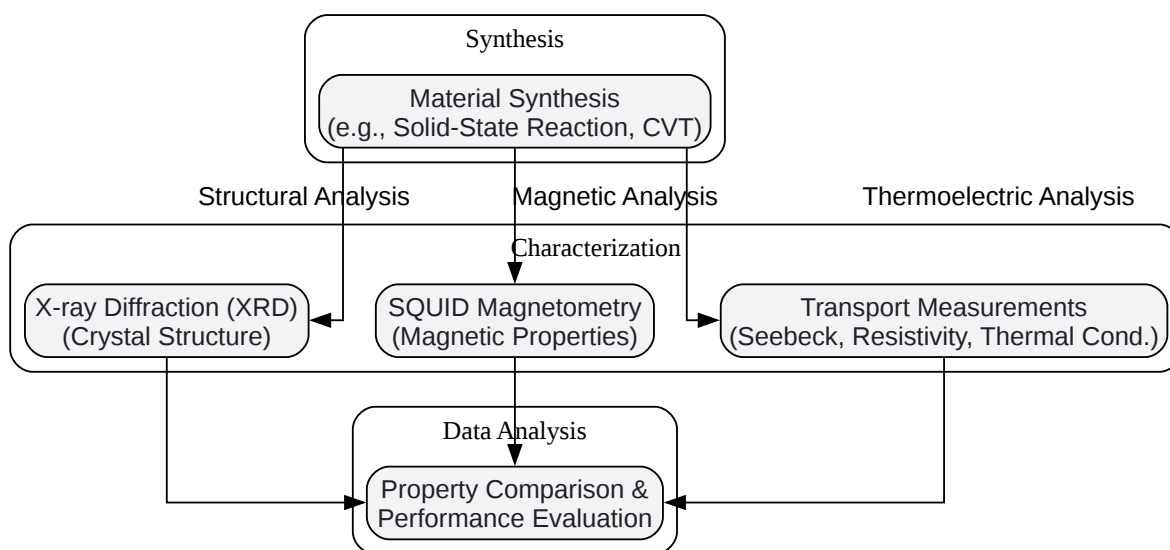 Synthesis
Material Synthesis
(e.g., Solid-State Reaction, CVT)
Structural Analysis
Magnetic Analysis
Thermoelectric Analysis
Characterization
X-ray Diffraction (XRD)
(Crystal Structure)
SQUID Magnetometry
(Magnetic Properties)
Transport Measurements
(Seebeck, Resistivity, Thermal Cond.)
Data Analysis
Property Comparison &
Performance Evaluation